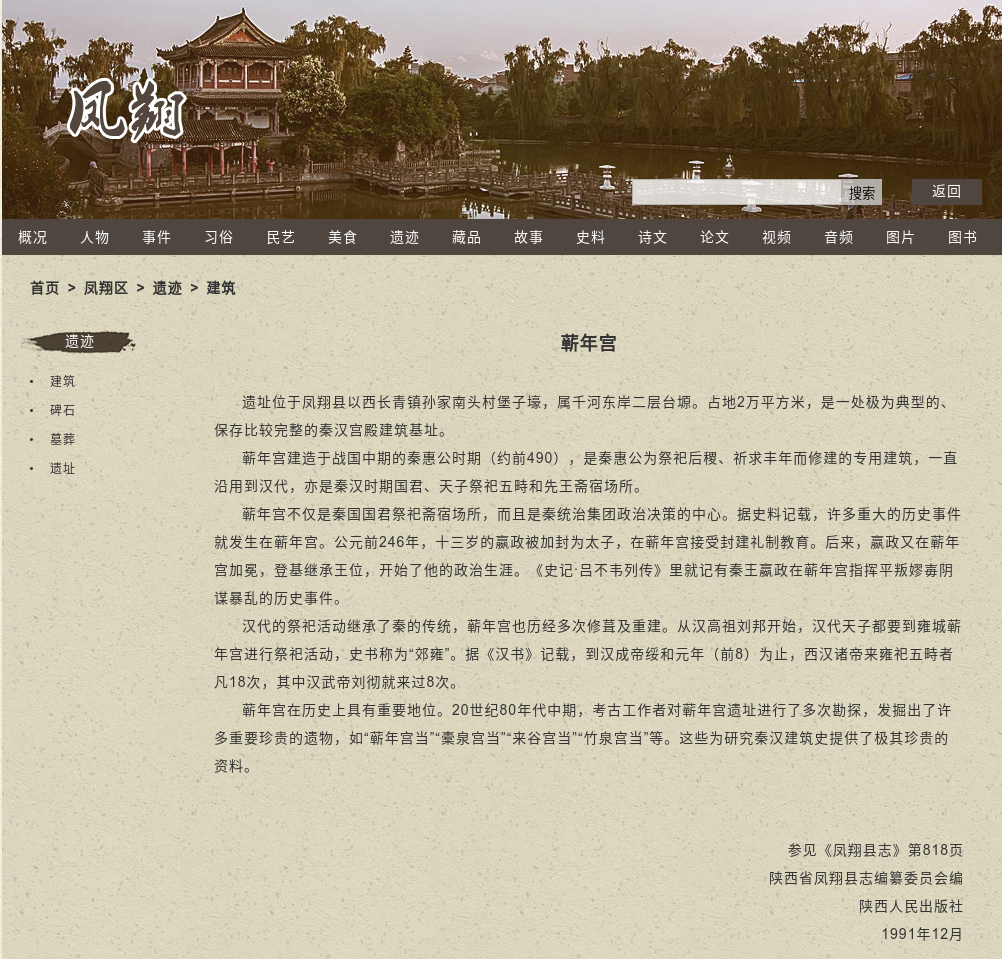 凤翔
搜索
返回
概况 人物 事件 习俗 民艺 美食 遗迹 藏品 故事 史料 诗文 论文 视频 音频 图片 图书
首页 > 凤翔区 > 遗迹 > 建筑
遗迹
• 建筑
• 碑石
• 墓葬
• 遗址
蕲年宫
遗址位于凤翔县以西长青镇孙家南头村堡子壕，属千河东岸二层台塬。占地2万平方米，是一处极为典型的、
保存比较完整的秦汉宫殿建筑基址。
蕲年宫建造于战国中期的秦惠公时期（约前490），是秦惠公为祭祀后稷、祈求丰年而修建的专用建筑，一直
沿用到汉代，亦是秦汉时期国君、天子祭祀五畤和先王斋宿场所。
蕲年宫不仅是秦国国君祭祀斋宿场所，而且是秦统治集团政治决策的中心。据史料记载，许多重大的历史事件
就发生在蕲年宫。公元前246年，十三岁的嬴政被加封为太子，在蕲年宫接受封建礼制教育。后来，嬴政又在蕲年
宫加冕，登基继承王位，开始了他的政治生涯。《史记·吕不韦列传》里就记有秦王嬴政在蕲年宫指挥平叛嫪毐阴
谋暴乱的历史事件。
汉代的祭祀活动继承了秦的传统，蕲年宫也历经多次修葺及重建。从汉高祖刘邦开始，汉代天子都要到雍城蕲
年宫进行祭祀活动，史书称为“郊雍”。据《汉书》记载，到汉成帝绥和元年（前8）为止，西汉诸帝来雍祀五畤者
凡18次，其中汉武帝刘彻就来过8次。
蕲年宫在历史上具有重要地位。20世纪80年代中期，考古工作者对蕲年宫遗址进行了多次勘探，发掘出了许
多重要珍贵的遗物，如“蕲年宫当”“橐泉宫当”“来谷宫当”“竹泉宫当”等。这些为研究秦汉建筑史提供了极其珍贵的
资料。
参见《凤翔县志》第818页
陕西省凤翔县志编纂委员会编
陕西人民出版社
1991年12月